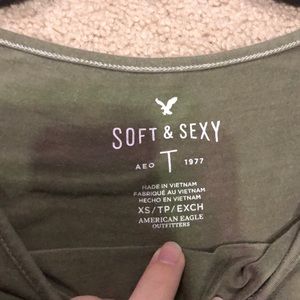 SOFT & SEXY
AEO T 1977
MADE IN VIETNAM
FABRIQUÉ AU VIETNAM
HECHO EN VIETNAM
XS/TP/EXCH
AMERICAN EAGLE
OUTFITTERS